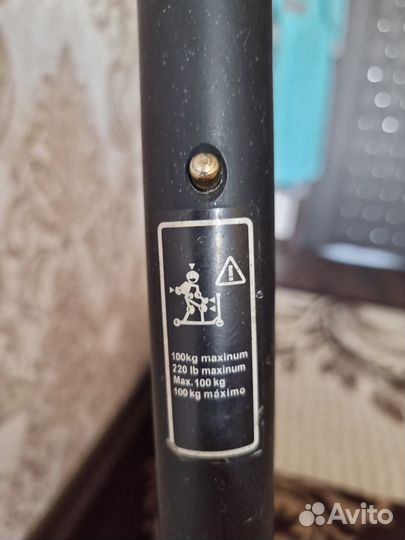 100kg maxinum
220 lb maxinum
Max. 100 kg
100 kg máximo
Avito